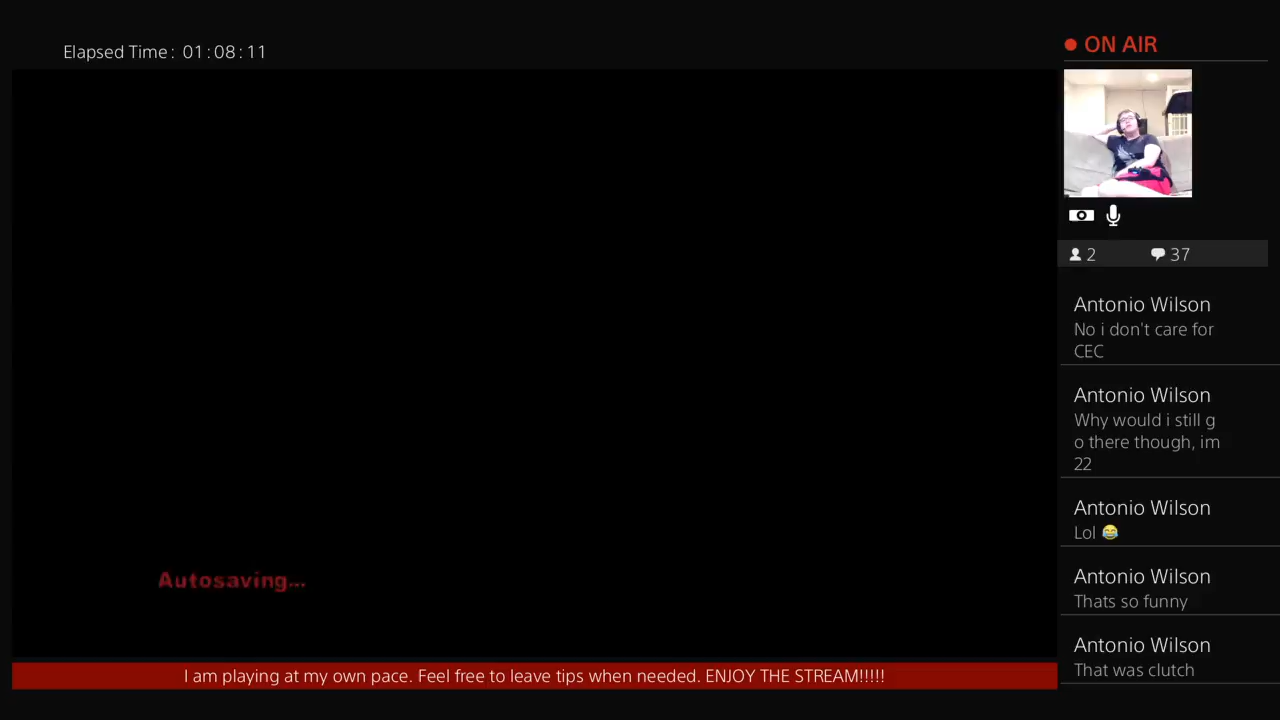 Elapsed Time: 01:08:11
ON AIR
2
37
Antonio Wilson
No i don't care for
CEC
Antonio Wilson
Why would i still g
o there though, im
22
Antonio Wilson
Lol 😂
Antonio Wilson
Thats so funny
Antonio Wilson
That was clutch
Autosaving...
I am playing at my own pace. Feel free to leave tips when needed. ENJOY THE STREAM!!!!!